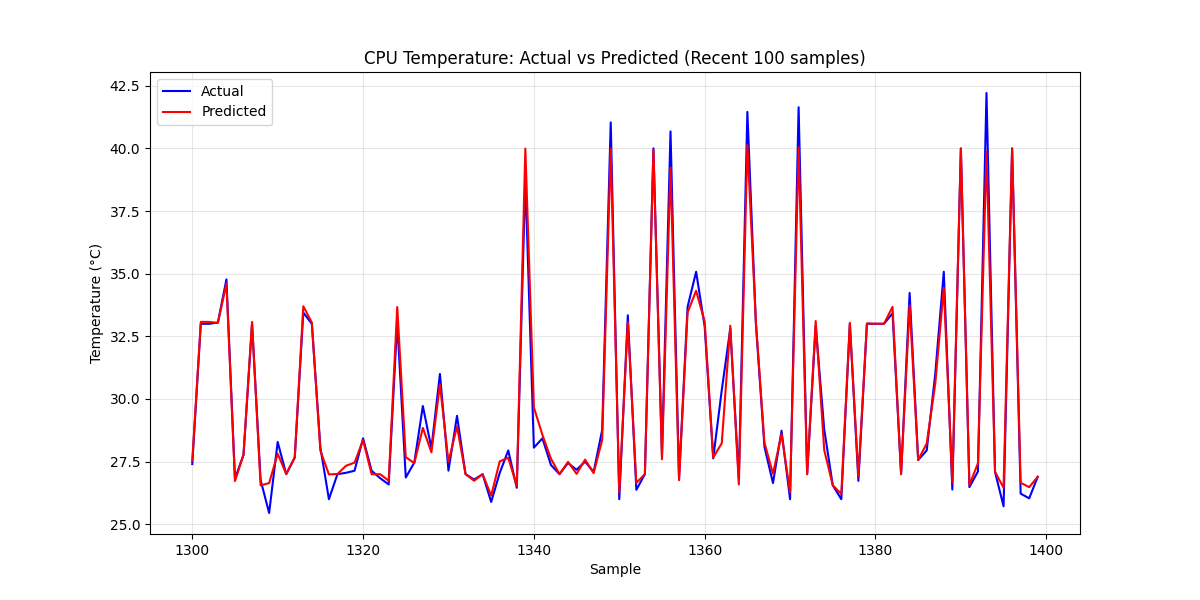 CPU Temperature: Actual vs Predicted (Recent 100 samples)
Actual
Predicted
42.5
40.0
37.5
35.0
32.5
30.0
27.5
25.0
Temperature (°C)
1300 1320 1340 1360 1380 1400
Sample